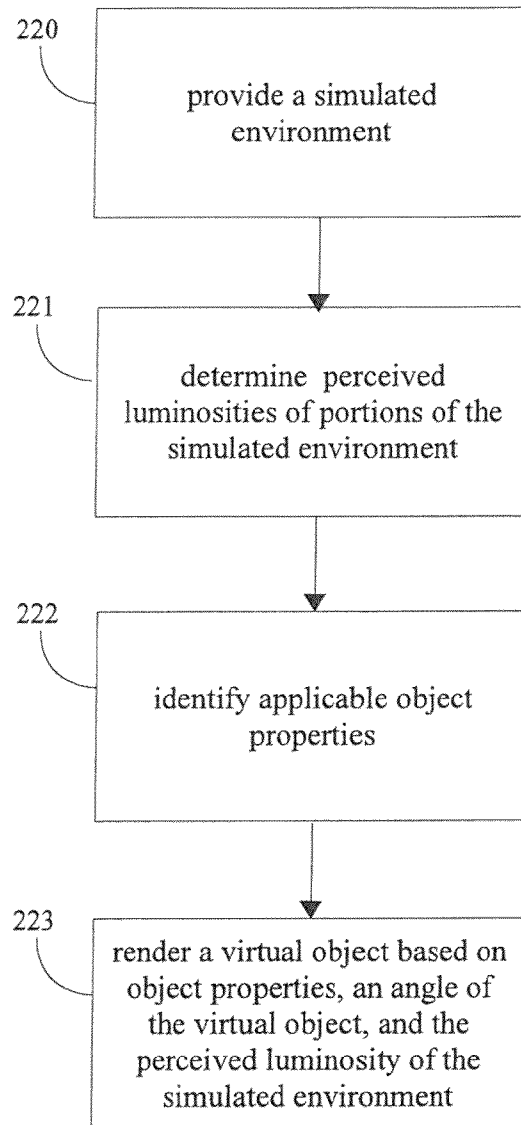 220
provide a simulated
environment
221
determine perceived
luminosities of portions of the
simulated environment
222
identify applicable object
properties
223
render a virtual object based on
object properties, an angle of
the virtual object, and the
perceived luminosity of the
simulated environment